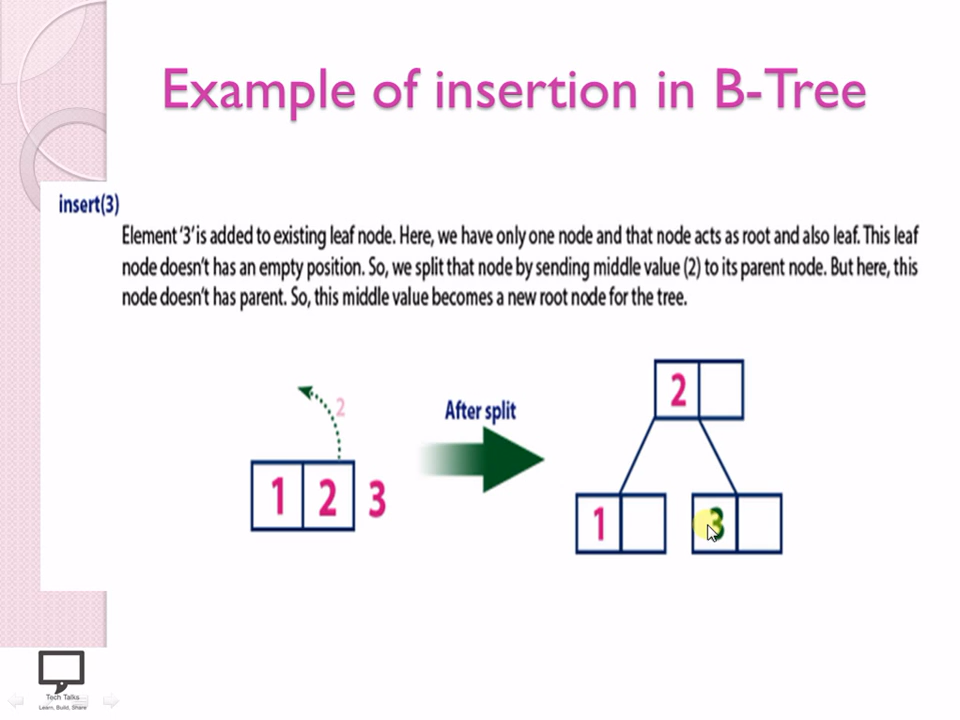 Example of insertion in B-Tree
insert(3)
Element '3' is added to existing leaf node. Here, we have only one node and that node acts as root and also leaf. This leaf
node doesn't has an empty position. So, we split that node by sending middle value (2) to its parent node. But here, this
node doesn't has parent. So, this middle value becomes a new root node for the tree.
2
2
After split
1 2 3
1
3
Tech Talks
Learn, Build, Share